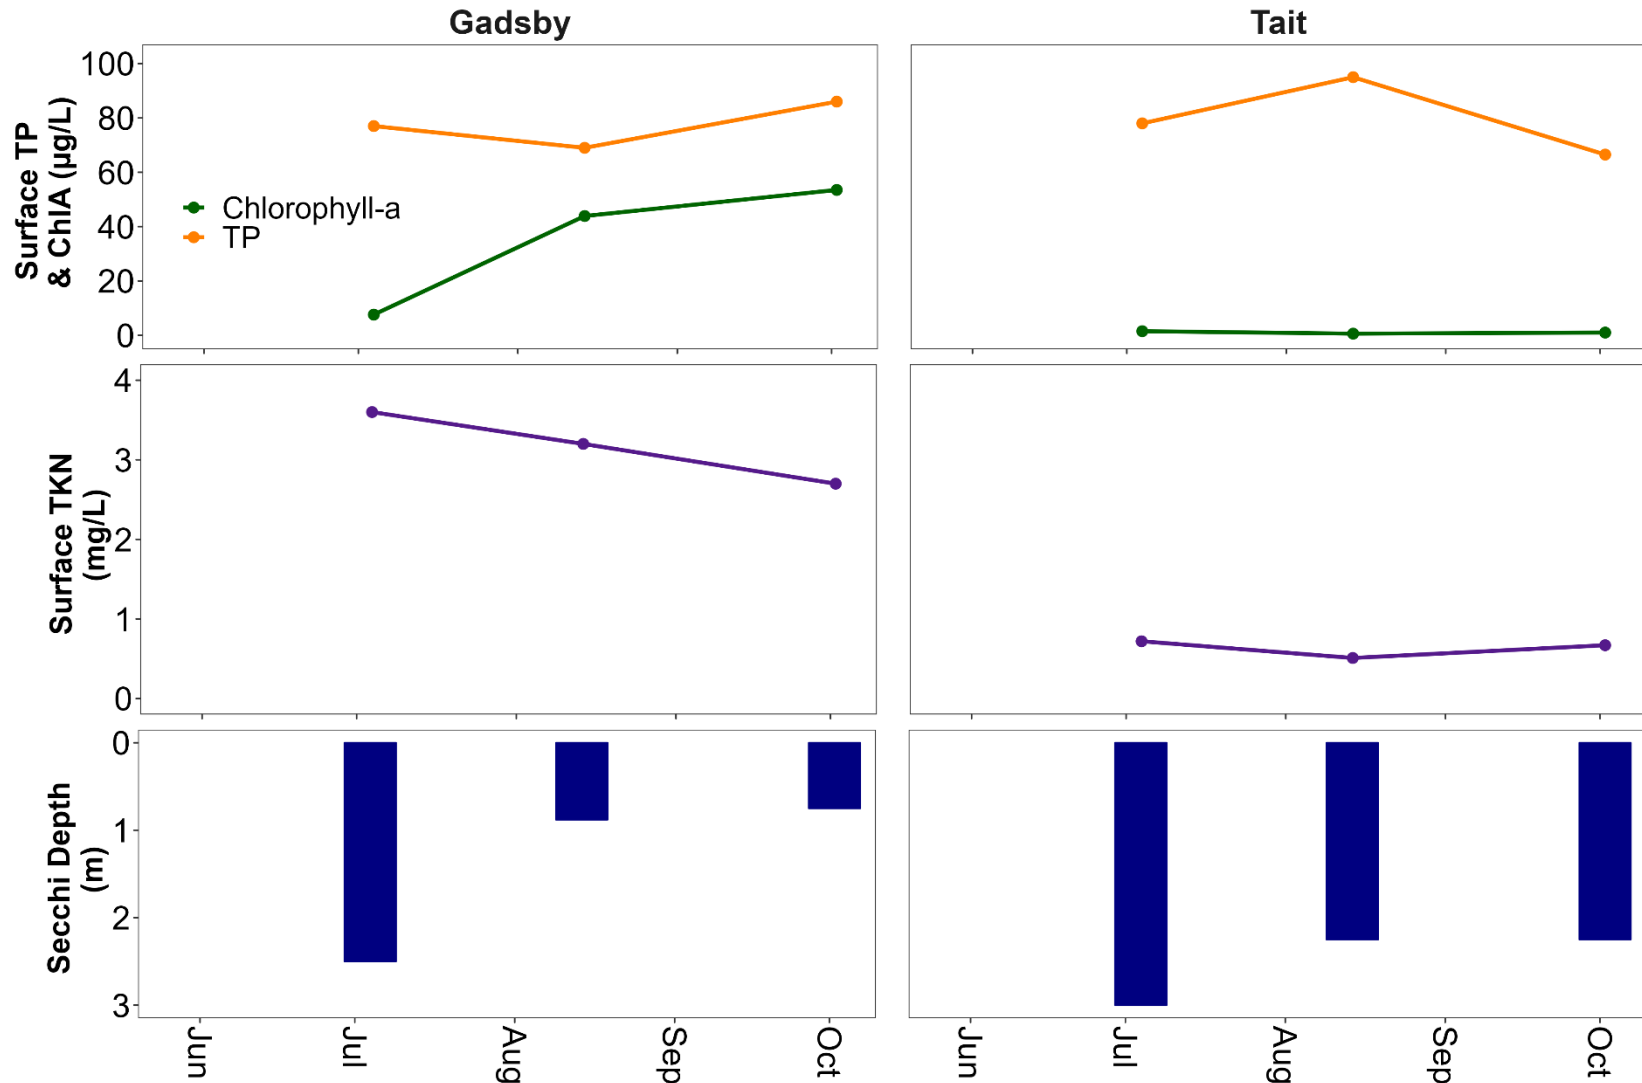 Gadsby
Tait
Surface TP
& ChlA (µg/L)
100
80
60
40
20
0
Chlorophyll-a
TP
Surface TKN
(mg/L)
4
3
2
1
0
Secchi Depth
(m)
0
1
2
3
Jun
Jul
Aug
Sep
Oct
Jun
Jul
Aug
Sep
Oct